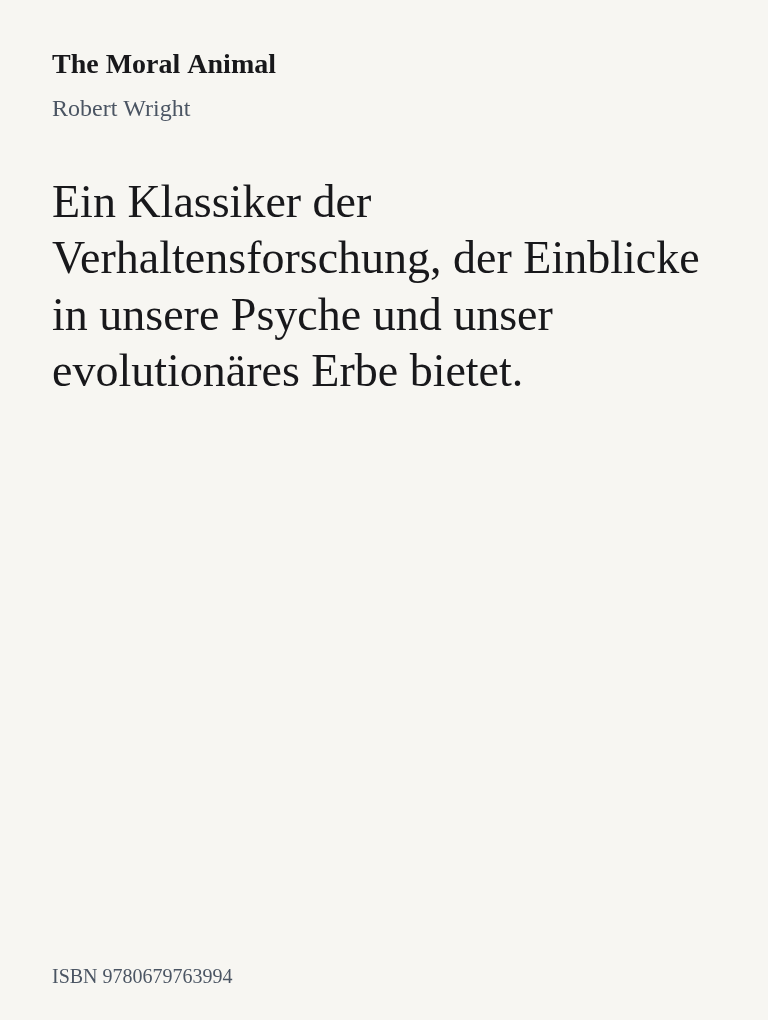 The Moral Animal
Robert Wright
Ein Klassiker der
Verhaltensforschung, der Einblicke
in unsere Psyche und unser
evolutionäres Erbe bietet.
ISBN 9780679763994